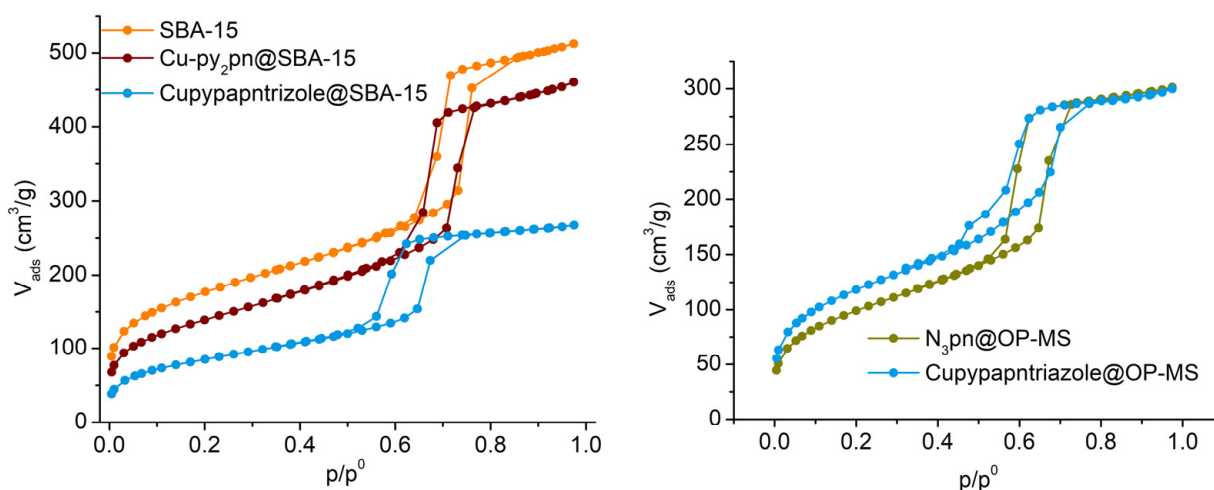 SBA-15
Cu-py₂pn@SBA-15
Cupypapntrizole@SBA-15
V_ads (cm³/g)
500
400
300
200
100
0
0.0 0.2 0.4 0.6 0.8 1.0
p/p⁰
V_ads (cm³/g)
300
250
200
150
100
50
0
N₃pn@OP-MS
Cupypapntriazole@OP-MS
0.0 0.2 0.4 0.6 0.8 1.0
p/p⁰